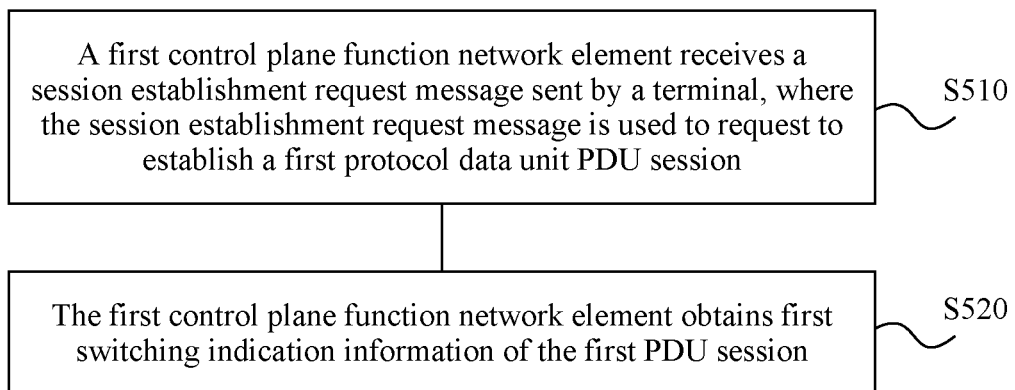 A first control plane function network element receives a
session establishment request message sent by a terminal, where
the session establishment request message is used to request to
establish a first protocol data unit PDU session
S510
The first control plane function network element obtains first
switching indication information of the first PDU session
S520